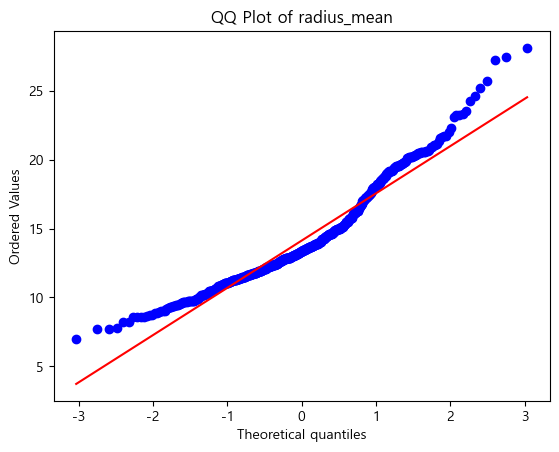 QQ Plot of radius_mean
Ordered Values
25
20
15
10
5
-3 -2 -1 0 1 2 3
Theoretical quantiles